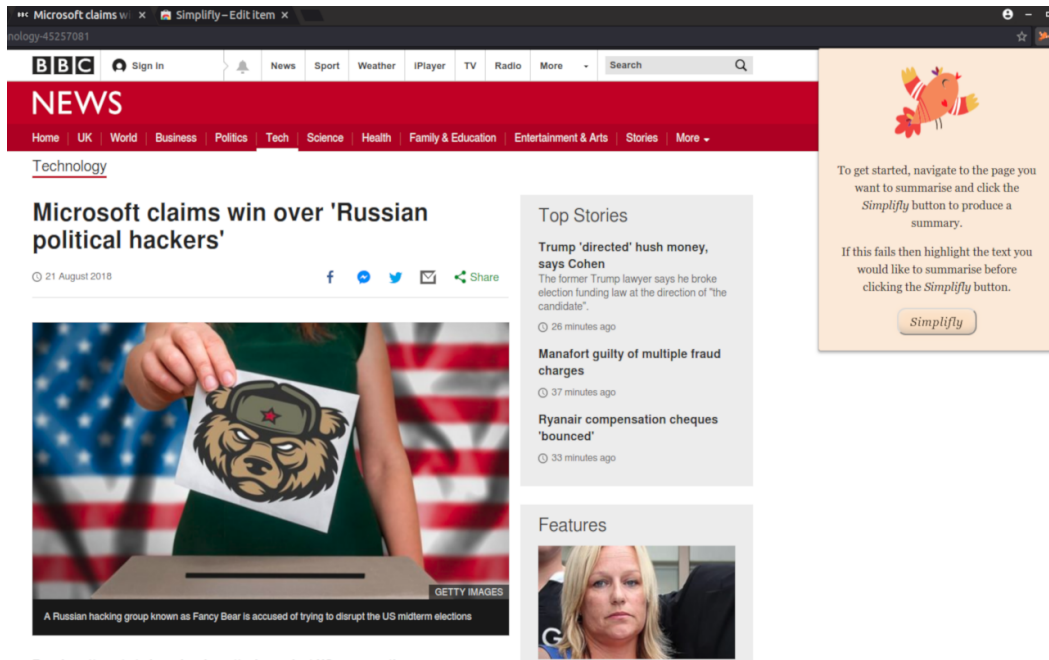 Microsoft claims wi
Simplifly – Edit item
nology-45257081
BBC Sign in News Sport Weather iPlayer TV Radio More Search
NEWS
Home UK World Business Politics Tech Science Health Family & Education Entertainment & Arts Stories More
Technology
Microsoft claims win over 'Russian
political hackers'
21 August 2018
Share
GETTY IMAGES
A Russian hacking group known as Fancy Bear is accused of trying to disrupt the US midterm elections
Top Stories
Trump 'directed' hush money,
says Cohen
The former Trump lawyer says he broke
election funding law at the direction of "the
candidate".
26 minutes ago
Manafort guilty of multiple fraud
charges
37 minutes ago
Ryanair compensation cheques
'bounced'
33 minutes ago
Features
G
To get started, navigate to the page you
want to summarise and click the
Simplifly button to produce a
summary.
If this fails then highlight the text you
would like to summarise before
clicking the Simplifly button.
Simplifly